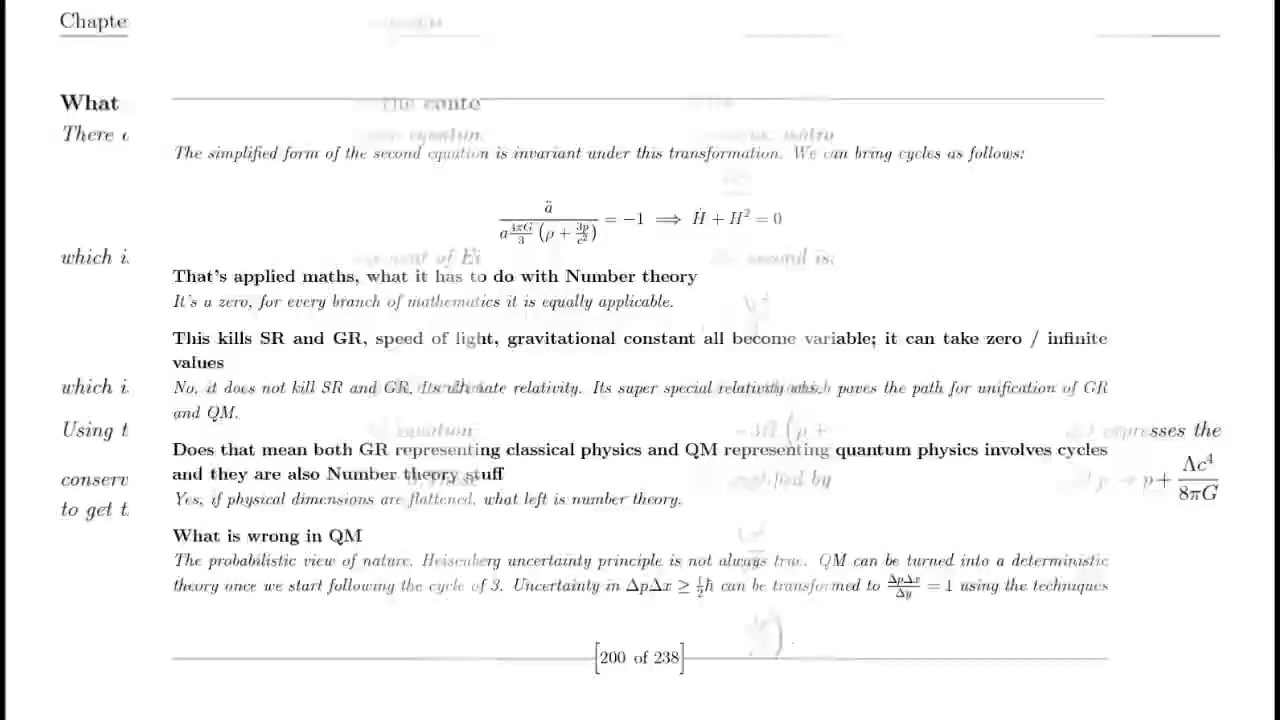 Chapte
What
the conte
There
The simplified form of the second equation is invariant under this transformation. We can bring cycles as follows:
ä / a 4πG/3 (ρ + 3p/c²) = −1 ⟹ Ḣ + H² = 0
which i.
second is:
That's applied maths, what it has to do with Number theory
It's a zero, for every branch of mathematics it is equally applicable.
This kills SR and GR, speed of light, gravitational constant all become variable; it can take zero / infinite
values
which i.
No, it does not kill SR and GR, Its ultimate relativity. Its super special relativity which paves the path for unification of GR
and QM.
Using t
equation
expresses the
Does that mean both GR representing classical physics and QM representing quantum physics involves cycles
and they are also Number theory stuff
conserv
by
p → p + Λc⁴/8πG
Yes, if physical dimensions are flattened, what left is number theory.
to get t
What is wrong in QM
The probabilistic view of nature. Heisenberg uncertainty principle is not always true. QM can be turned into a deterministic
theory once we start following the cycle of 3. Uncertainty in ΔpΔx ≥ ½ħ can be transformed to ΔpΔx/Δy = 1 using the techniques
[200 of 238]